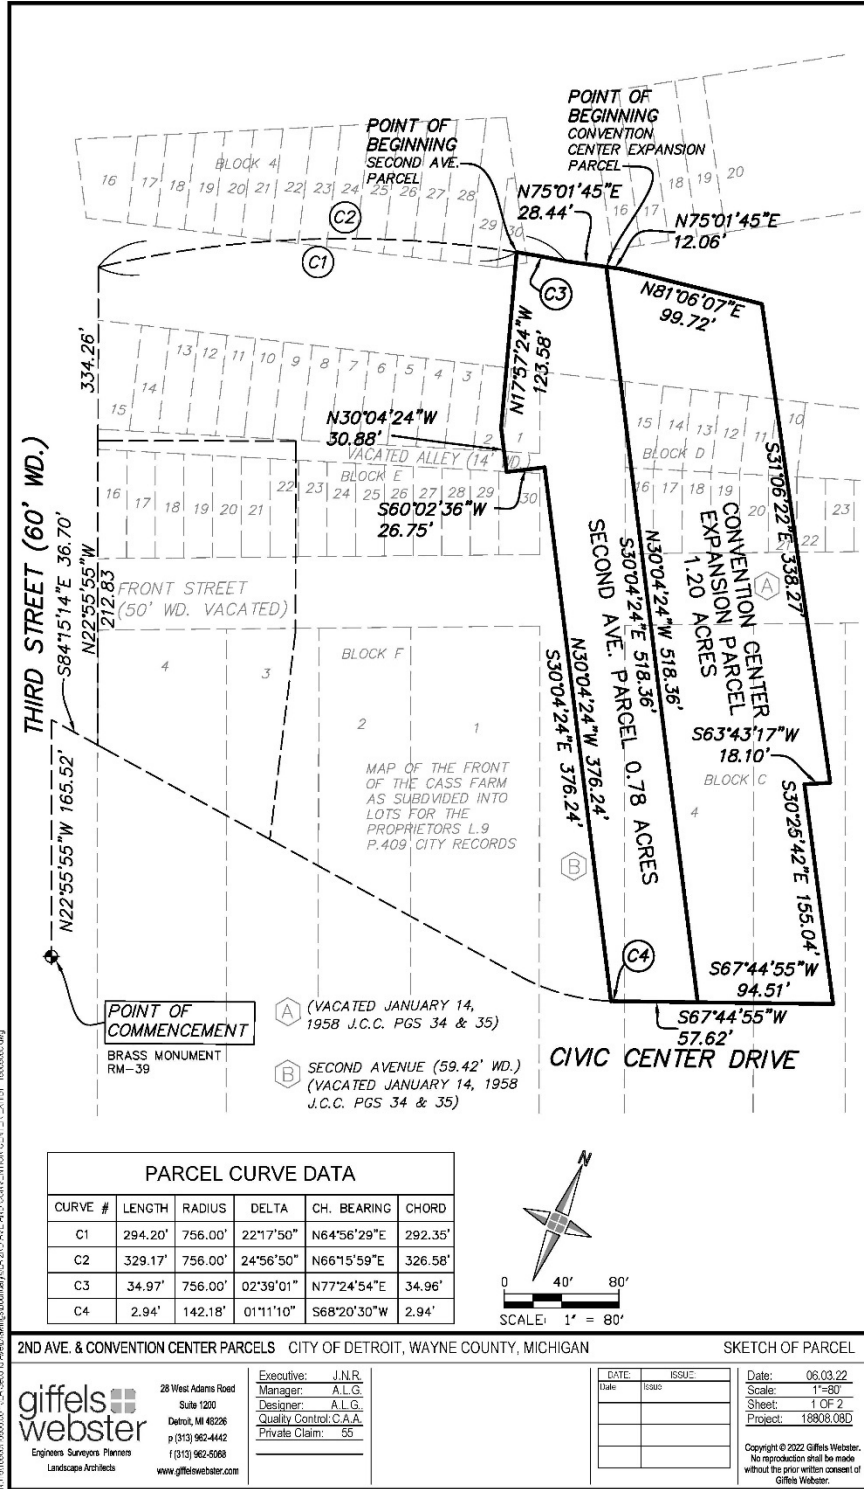 POINT OF
BEGINNING
SECOND AVE.
PARCEL
POINT OF
BEGINNING
CONVENTION
CENTER EXPANSION
PARCEL
BLOCK 4
16 17 18 19 20 21 22 23 24 25 26 27 28 29 30
16 17 18 19 20
N75°01'45"E
28.44'
N75°01'45"E
12.06'
C2
C1
C3
N81°06'07"E
99.72'
334.26'
N17°57'24"W
123.58'
15 14 13 12 11 10 9 8 7 6 5 4 3 2 1
N30°04'24"W
30.88'
VACATED ALLEY (14' WD.)
BLOCK E
16 17 18 19 20 21 22 23 24 25 26 27 28 29 30
S60°02'36"W
26.75'
15 14 13 12 11 10
BLOCK D
16 17 18 19 20 21 22 23
S31°06'22"E 338.27'
THIRD STREET (60' WD.)
S84°15'14"E 36.70'
N22°55'55"W
212.83
FRONT STREET
(50' WD. VACATED)
SECOND AVE. PARCEL 0.78 ACRES
S30°04'24"E 518.36'
N30°04'24"W 518.36'
CONVENTION CENTER
EXPANSION PARCEL
1.20 ACRES
A
BLOCK F
4
3
2
1
N30°04'24"W 376.24'
S30°04'24"E 376.24'
S63°43'17"W
18.10'
BLOCK C
4
MAP OF THE FRONT
OF THE CASS FARM
AS SUBDVIDED INTO
LOTS FOR THE
PROPRIETORS L.9
P.409 CITY RECORDS
S30°25'42"E 155.04'
N22°55'55"W 165.52'
B
C4
S67°44'55"W
94.51'
S67°44'55"W
57.62'
CIVIC CENTER DRIVE
POINT OF
COMMENCEMENT
BRASS MONUMENT
RM-39
A (VACATED JANUARY 14,
1958 J.C.C. PGS 34 & 35)
B SECOND AVENUE (59.42' WD.)
(VACATED JANUARY 14, 1958
J.C.C. PGS 34 & 35)
PARCEL CURVE DATA
CURVE # LENGTH RADIUS DELTA CH. BEARING CHORD
C1 294.20' 756.00' 22°17'50" N64°56'29"E 292.35'
C2 329.17' 756.00' 24°56'50" N66°15'59"E 326.58'
C3 34.97' 756.00' 02°39'01" N77°24'54"E 34.96'
C4 2.94' 142.18' 01°11'10" S68°20'30"W 2.94'
N
0 40' 80'
SCALE: 1" = 80'
2ND AVE. & CONVENTION CENTER PARCELS CITY OF DETROIT, WAYNE COUNTY, MICHIGAN SKETCH OF PARCEL
giffels
webster
Engineers Surveyors Planners
Landscape Architects
28 West Adams Road
Suite 1200
Detroit, MI 48226
p (313) 962-4442
f (313) 962-5068
www.giffelswebster.com
Executive: J.N.R.
Manager: A.L.G.
Designer: A.L.G.
Quality Control: C.A.A.
Private Claim: 55
DATE: ISSUE:
Date Issue
Date: 06.03.22
Scale: 1"=80'
Sheet: 1 OF 2
Project: 18808.08D
Copyright © 2022 Giffels Webster.
No reproduction shall be made
without the prior written consent of
Giffels Webster.